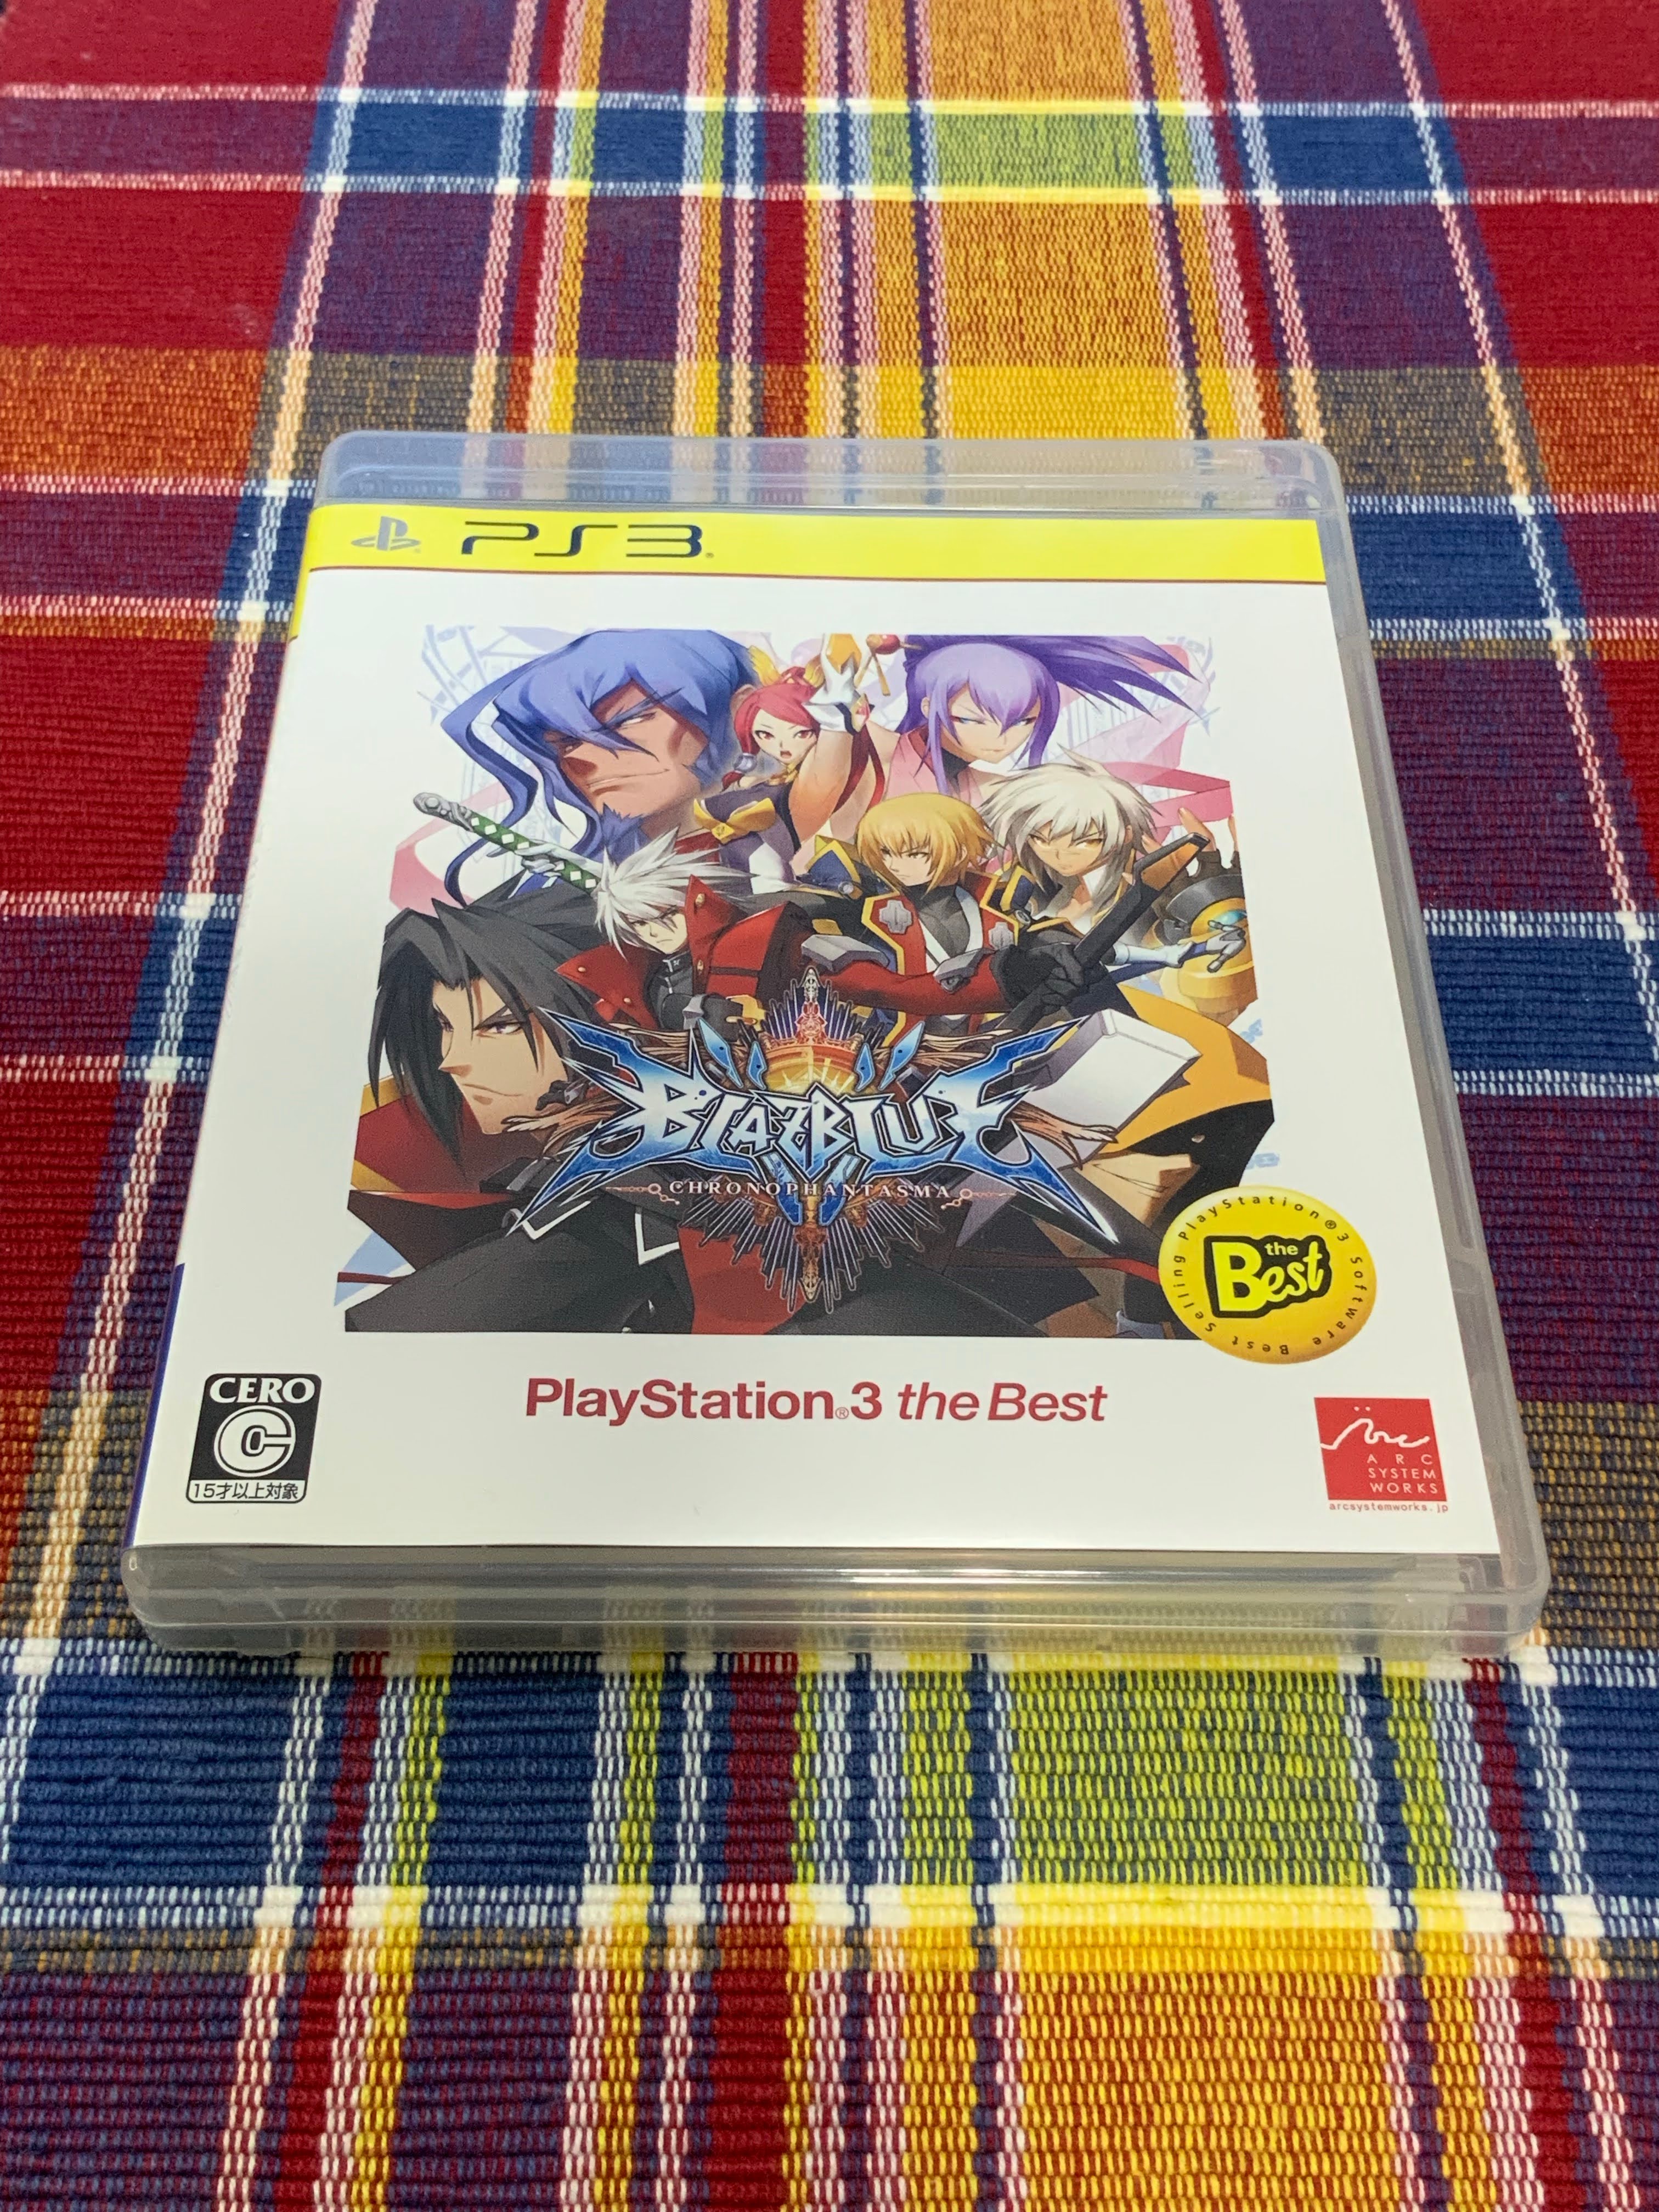 PS3
BLAZBLUE
CHRONOPHANTASMA
PlayStation®3 Software Best Selling
the
Best
PlayStation®3 the Best
CERO
C
15才以上対象
Arc
ARC
SYSTEM
WORKS
arcsystemworks.jp